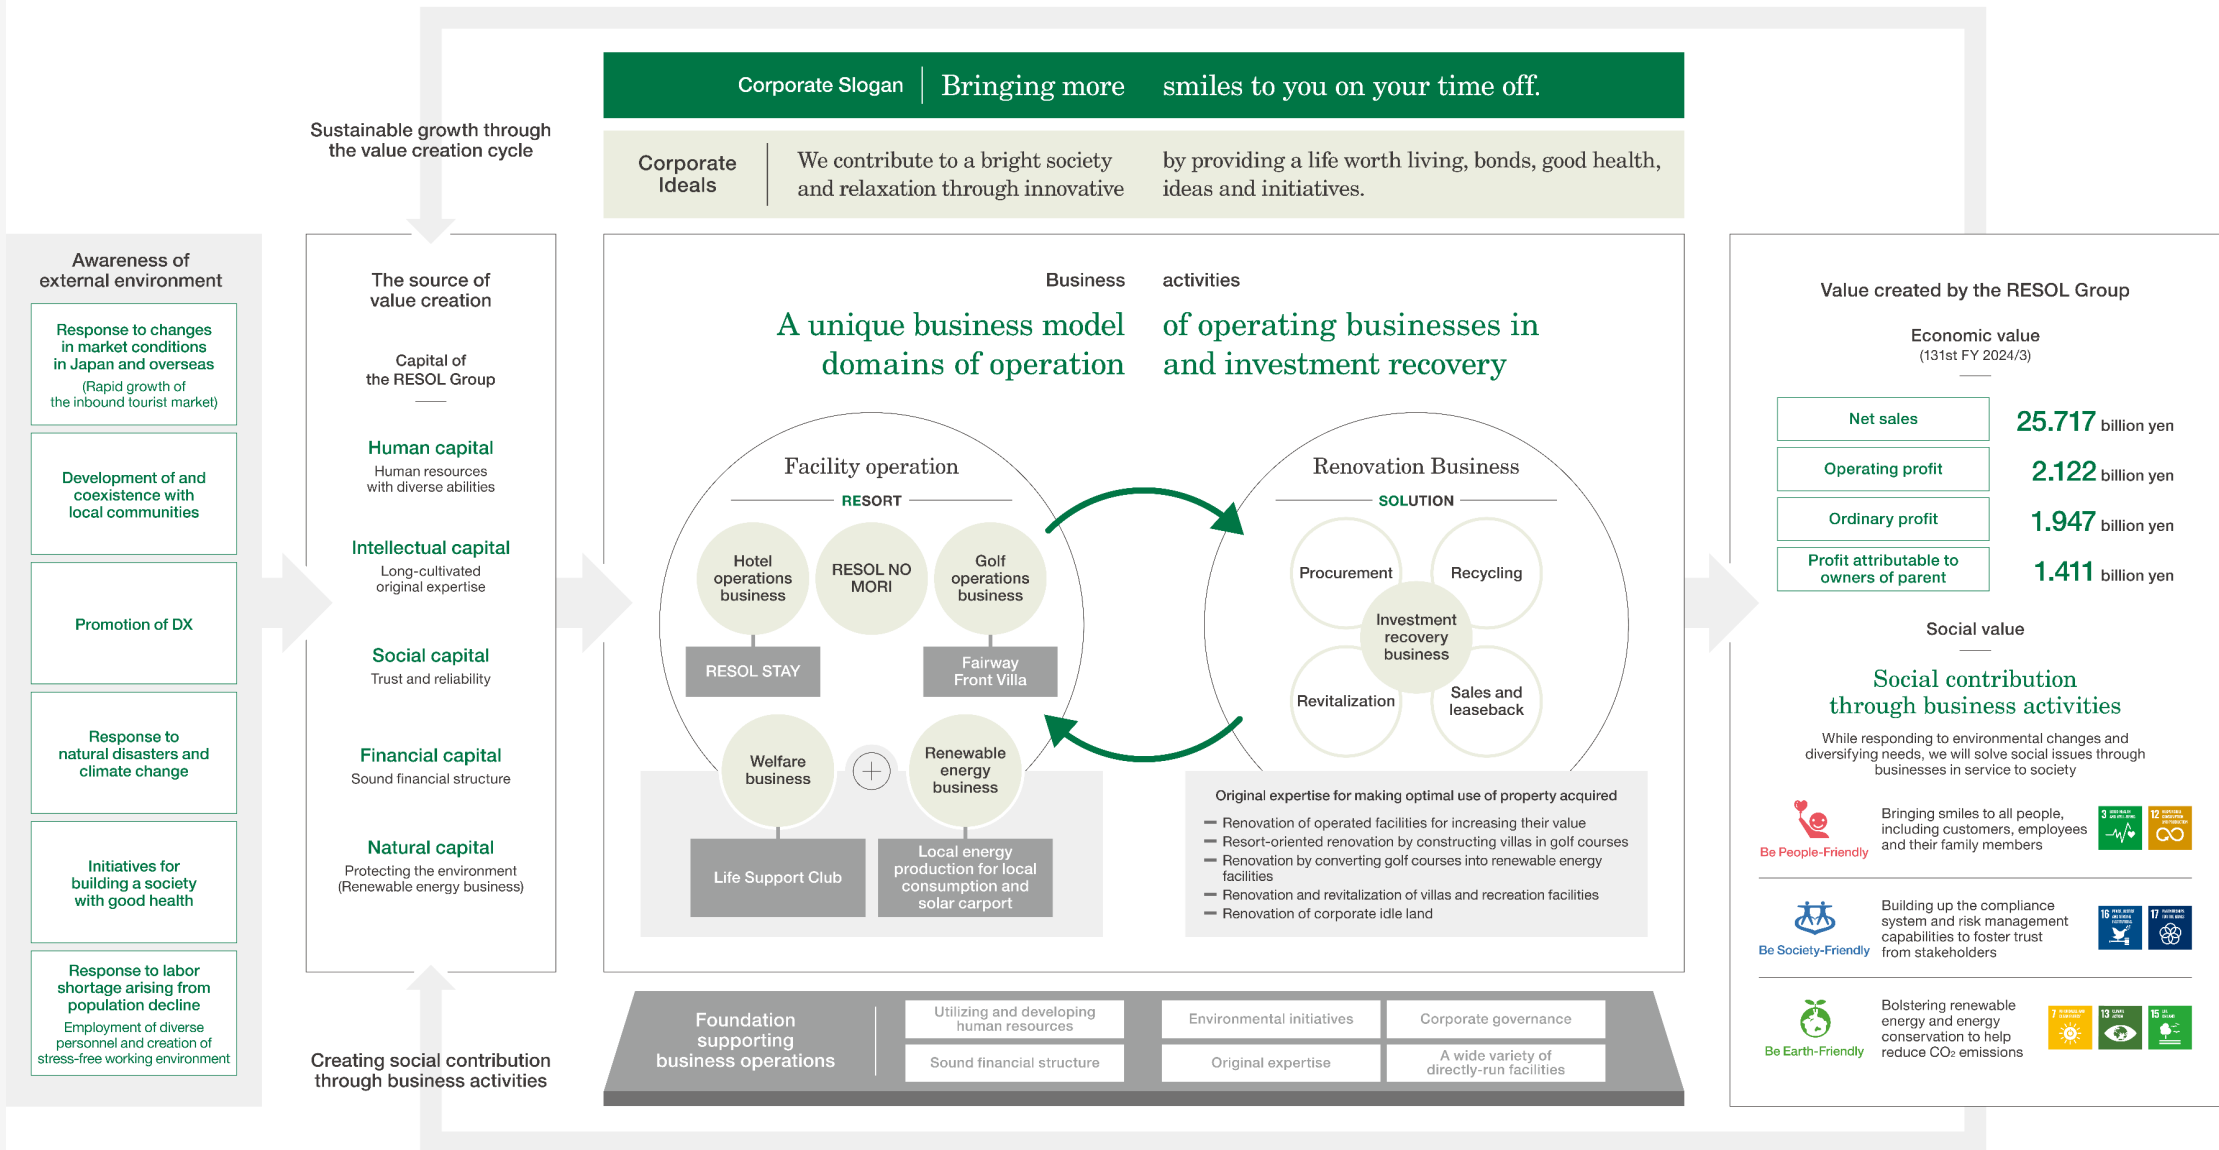 Corporate Slogan
Bringing more smiles to you on your time off.
Corporate
Ideals
We contribute to a bright society by providing a life worth living, bonds, good health,
and relaxation through innovative ideas and initiatives.
Sustainable growth through
the value creation cycle
Awareness of
external environment
Response to changes
in market conditions
in Japan and overseas
(Rapid growth of
the inbound tourist market)
Development of and
coexistence with
local communities
Promotion of DX
Response to
natural disasters and
climate change
Initiatives for
building a society
with good health
Response to labor
shortage arising from
population decline
Employment of diverse
personnel and creation of
stress-free working environment
The source of
value creation
Capital of
the RESOL Group
Human capital
Human resources
with diverse abilities
Intellectual capital
Long-cultivated
original expertise
Social capital
Trust and reliability
Financial capital
Sound financial structure
Natural capital
Protecting the environment
(Renewable energy business)
Creating social contribution
through business activities
Business activities
A unique business model of operating businesses in
domains of operation and investment recovery
Facility operation
RESORT
Hotel
operations
business
RESOL NO
MORI
Golf
operations
business
RESOL STAY
Fairway
Front Villa
Welfare
business
Renewable
energy
business
Life Support Club
Local energy
production for local
consumption and
solar carport
Renovation Business
SOLUTION
Procurement
Recycling
Investment
recovery
business
Revitalization
Sales and
leaseback
Original expertise for making optimal use of property acquired
Renovation of operated facilities for increasing their value
Resort-oriented renovation by constructing villas in golf courses
Renovation by converting golf courses into renewable energy
facilities
Renovation and revitalization of villas and recreation facilities
Renovation of corporate idle land
Foundation
supporting
business operations
Utilizing and developing
human resources
Environmental initiatives
Corporate governance
Sound financial structure
Original expertise
A wide variety of
directly-run facilities
Value created by the RESOL Group
Economic value
(131st FY 2024/3)
Net sales 25.717 billion yen
Operating profit 2.122 billion yen
Ordinary profit 1.947 billion yen
Profit attributable to
owners of parent
1.411 billion yen
Social value
Social contribution
through business activities
While responding to environmental changes and
diversifying needs, we will solve social issues through
businesses in service to society
Be People-Friendly
Bringing smiles to all people,
including customers, employees
and their family members
3
12
Be Society-Friendly
Building up the compliance
system and risk management
capabilities to foster trust
from stakeholders
16
17
Be Earth-Friendly
Bolstering renewable
energy and energy
conservation to help
reduce CO₂ emissions
7
13
15